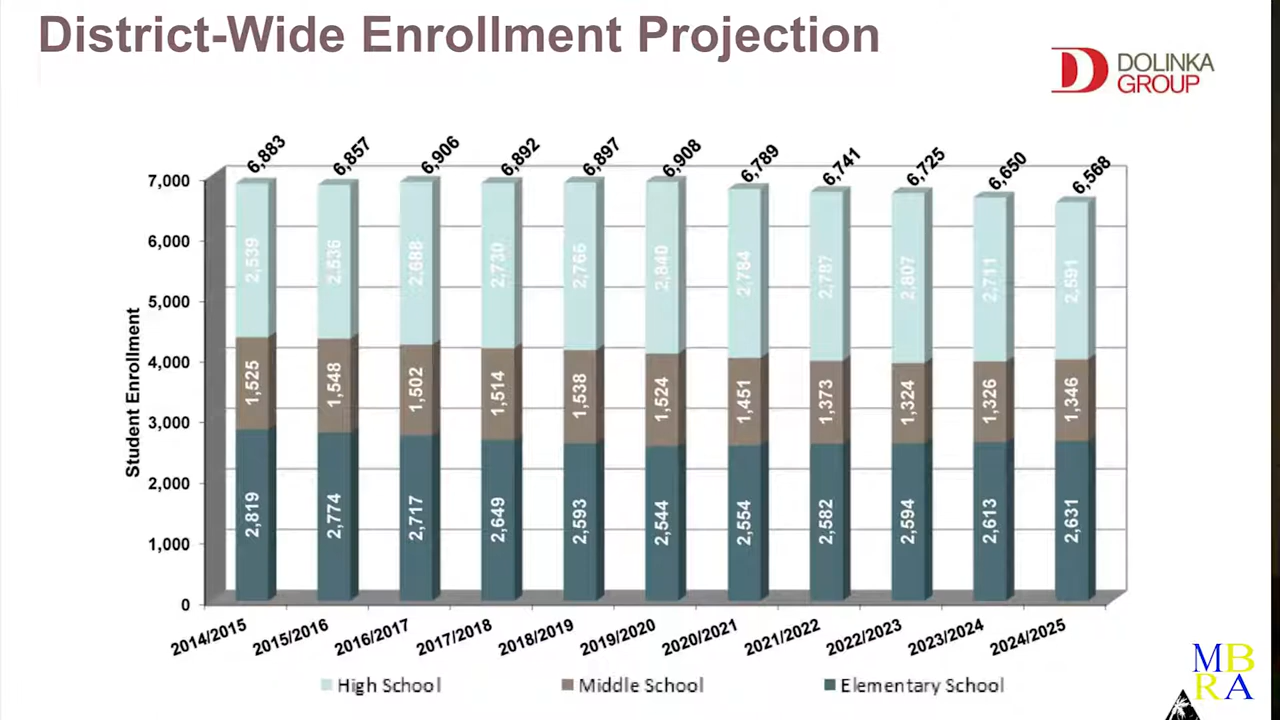 District-Wide Enrollment Projection
DOLINKA
GROUP
6,883 6,857 6,906 6,892 6,897 6,908 6,789 6,741 6,725 6,650 6,568
7,000
6,000
5,000
4,000
3,000
2,000
1,000
0
Student Enrollment
2,539 2,536 2,688 2,730 2,766 2,840 2,784 2,787 2,807 2,711 2,591
1,525 1,548 1,502 1,514 1,538 1,524 1,451 1,373 1,324 1,326 1,346
2,819 2,774 2,717 2,649 2,593 2,544 2,554 2,582 2,594 2,613 2,631
2014/2015 2015/2016 2016/2017 2017/2018 2018/2019 2019/2020 2020/2021 2021/2022 2022/2023 2023/2024 2024/2025
High School Middle School Elementary School
MB
RA